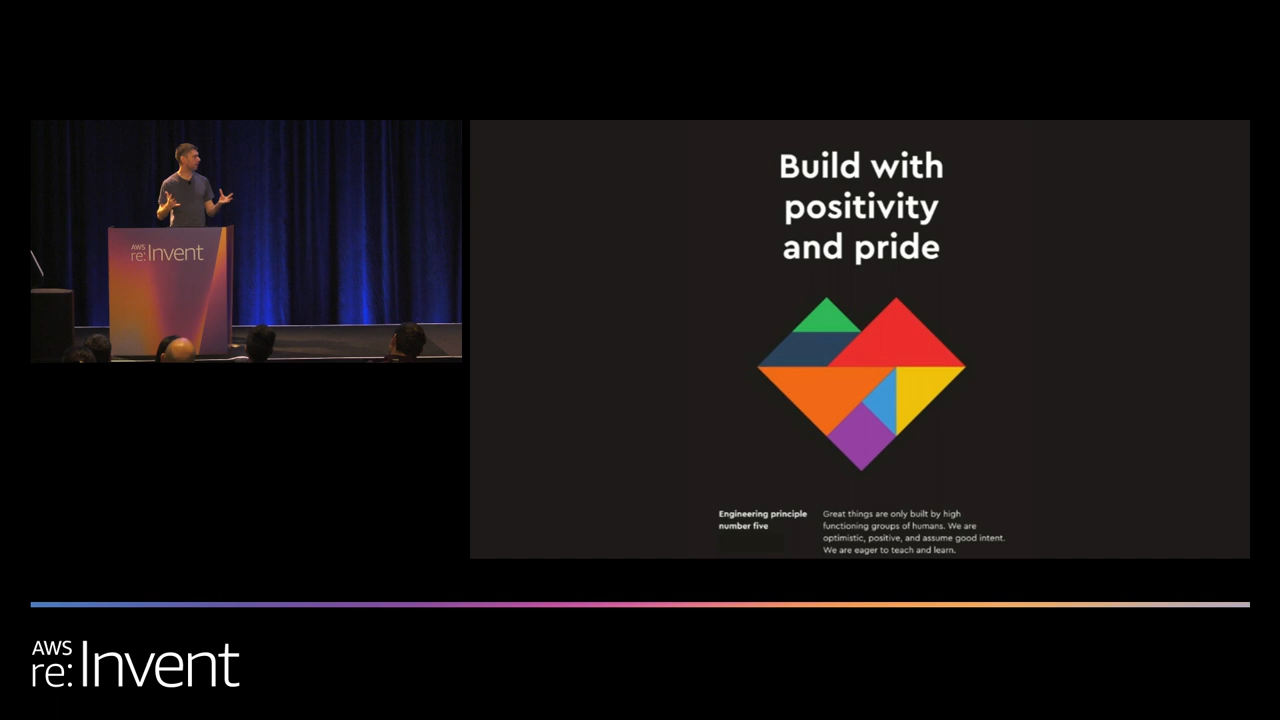 AWS
re:Invent
Build with
positivity
and pride
Engineering principle
number five
Great things are only built by high
functioning groups of humans. We are
optimistic, positive, and assume good intent.
We are eager to teach and learn.
AWS
re:Invent